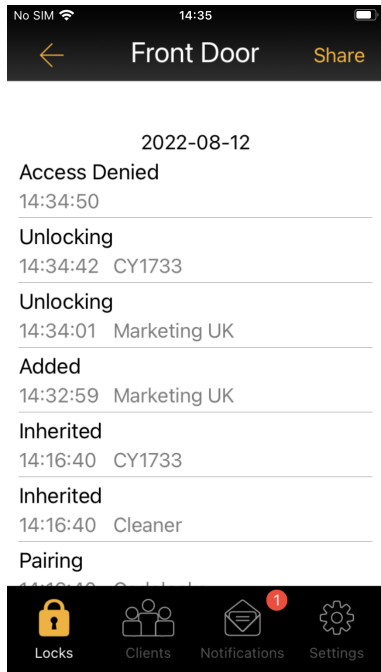 No SIM 14:35
Front Door Share
2022-08-12
Access Denied
14:34:50
Unlocking
14:34:42 CY1733
Unlocking
14:34:01 Marketing UK
Added
14:32:59 Marketing UK
Inherited
14:16:40 CY1733
Inherited
14:16:40 Cleaner
Pairing
1
Locks Clients Notifications Settings